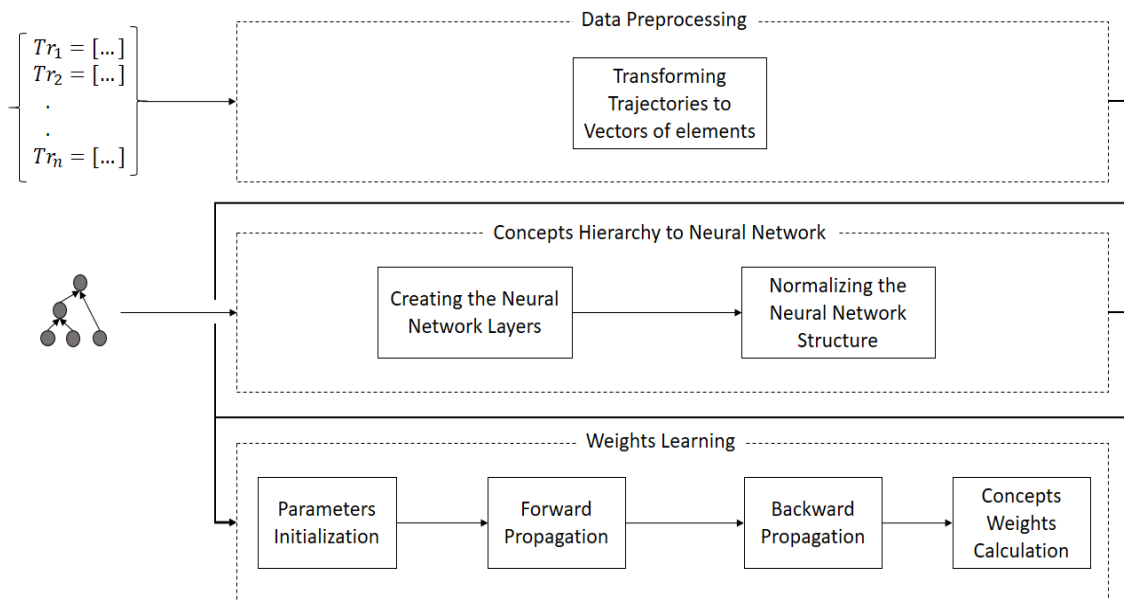 Data Preprocessing
Tr₁ = [...]
Tr₂ = [...]
.
.
Trₙ = [...]
Transforming
Trajectories to
Vectors of elements
Concepts Hierarchy to Neural Network
Creating the Neural
Network Layers
Normalizing the
Neural Network
Structure
Weights Learning
Parameters
Initialization
Forward
Propagation
Backward
Propagation
Concepts
Weights
Calculation